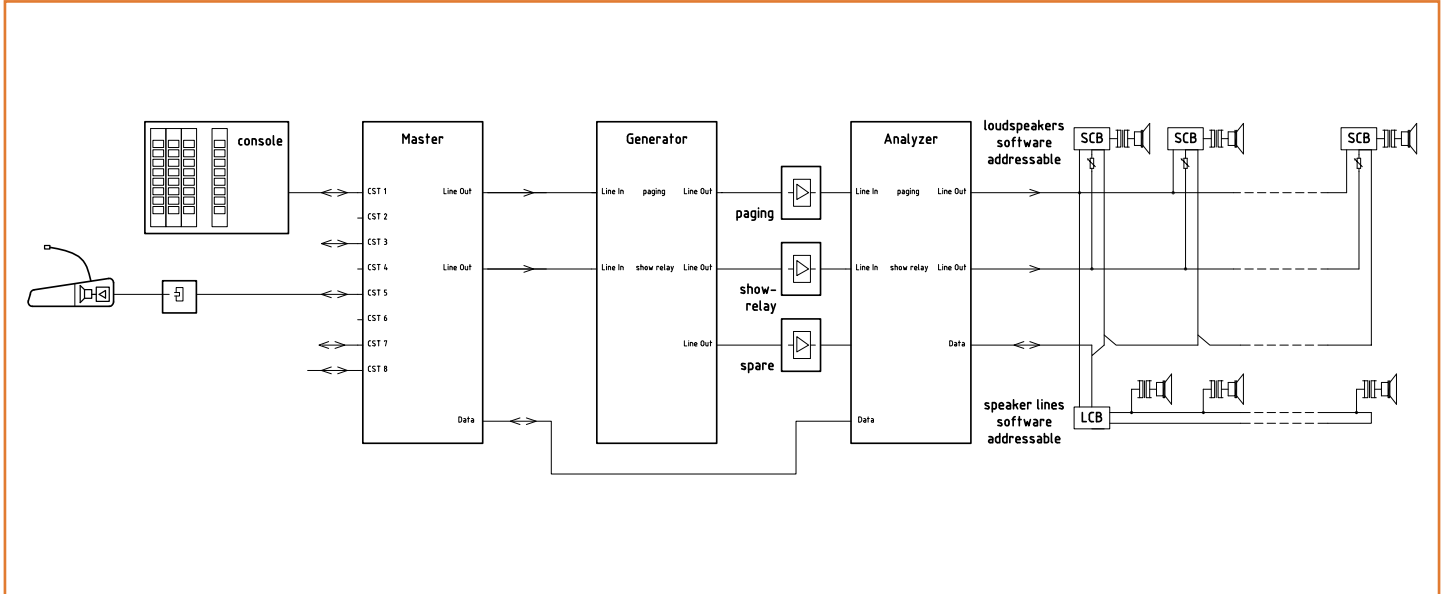 console
Master
CST 1
CST 2
CST 3
CST 4
CST 5
CST 6
CST 7
CST 8
Line Out
Line Out
Data
Generator
Line In paging Line Out
Line In show relay Line Out
Line Out
paging
show-
relay
spare
Analyzer
Line In paging Line Out
Line In show relay Line Out
Data
Data
loudspeakers
software
addressable
SCB
SCB
SCB
speaker lines
software
addressable
LCB